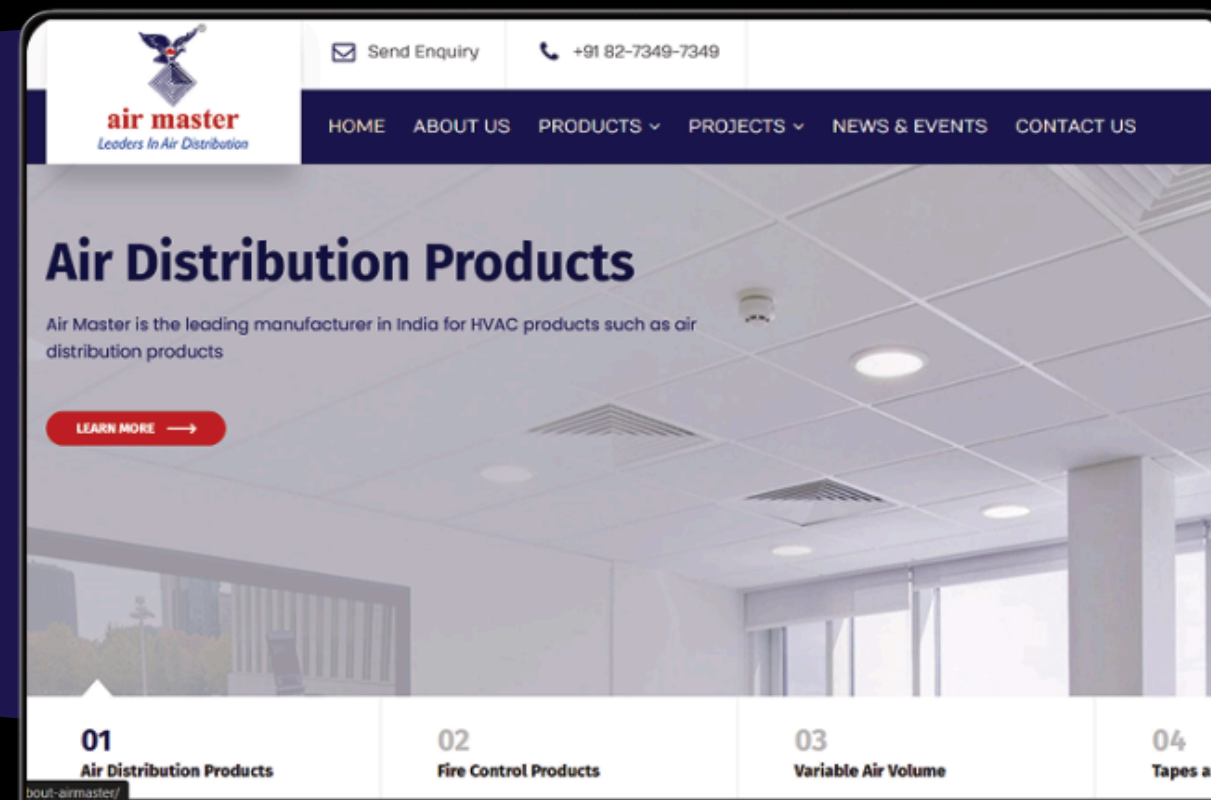 Send Enquiry
+91 82-7349-7349
air master
Leaders In Air Distribution
HOME ABOUT US PRODUCTS PROJECTS NEWS & EVENTS CONTACT US
Air Distribution Products
Air Master is the leading manufacturer in India for HVAC products such as air
distribution products
LEARN MORE
01
Air Distribution Products
02
Fire Control Products
03
Variable Air Volume
04
Tapes a
bout-airmaster/